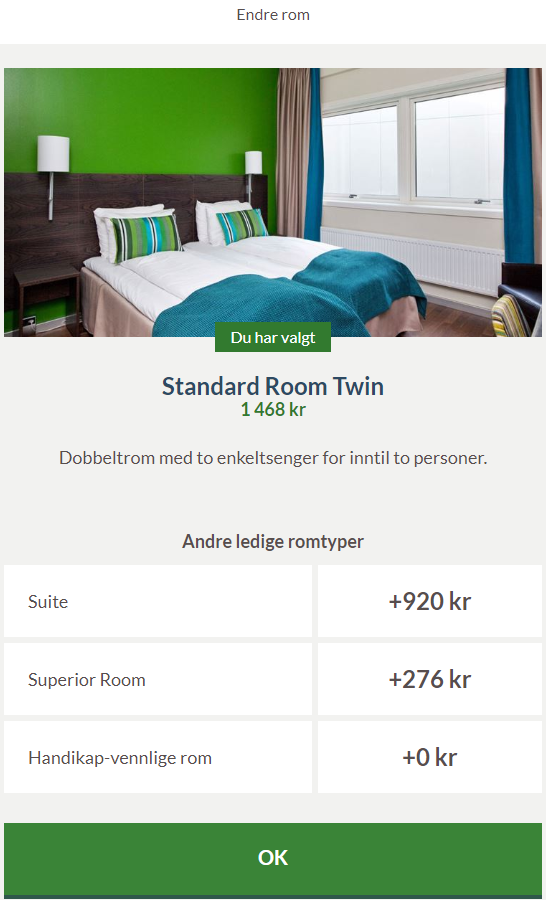 Endre rom
Du har valgt
Standard Room Twin
1 468 kr
Dobbeltrom med to enkeltsenger for inntil to personer.
Andre ledige romtyper
Suite
+920 kr
Superior Room
+276 kr
Handikap-vennlige rom
+0 kr
OK